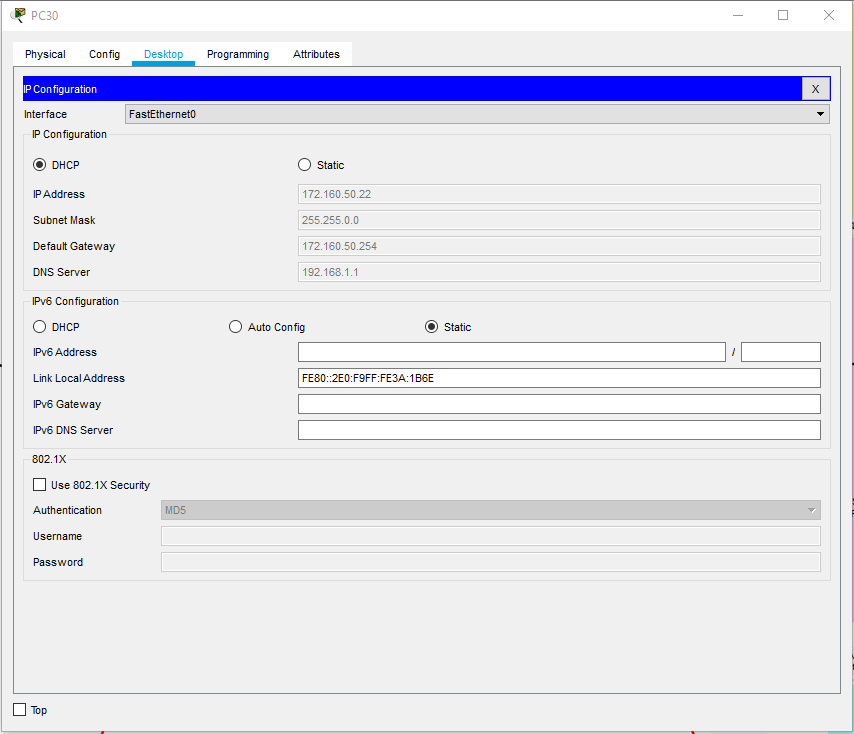 PC30
Physical Config Desktop Programming Attributes
IP Configuration X
Interface FastEthernet0
IP Configuration
DHCP Static
IP Address 172.160.50.22
Subnet Mask 255.255.0.0
Default Gateway 172.160.50.254
DNS Server 192.168.1.1
IPv6 Configuration
DHCP Auto Config Static
IPv6 Address /
Link Local Address FE80::2E0:F9FF:FE3A:1B6E
IPv6 Gateway
IPv6 DNS Server
802.1X
Use 802.1X Security
Authentication MD5
Username
Password
Top